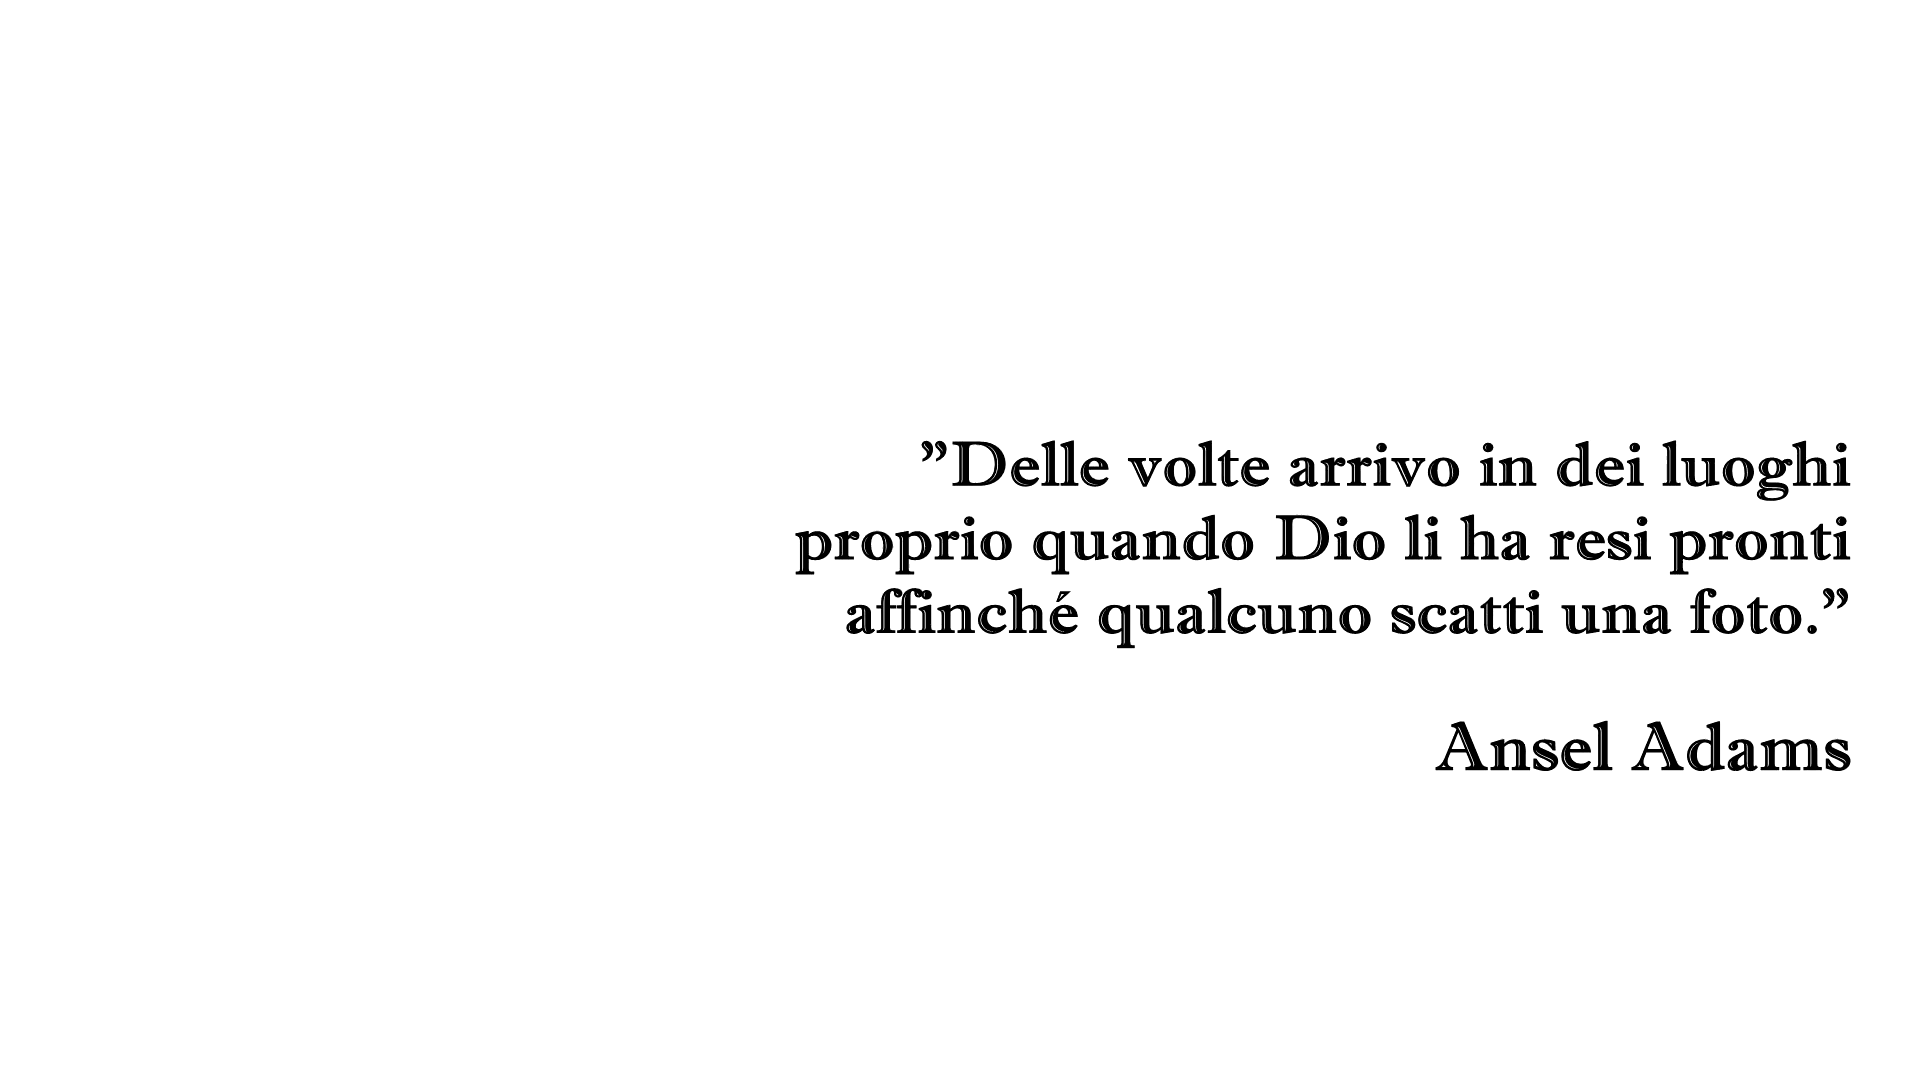 ”Delle volte arrivo in dei luoghi
proprio quando Dio li ha resi pronti
affinché qualcuno scatti una foto.”
Ansel Adams